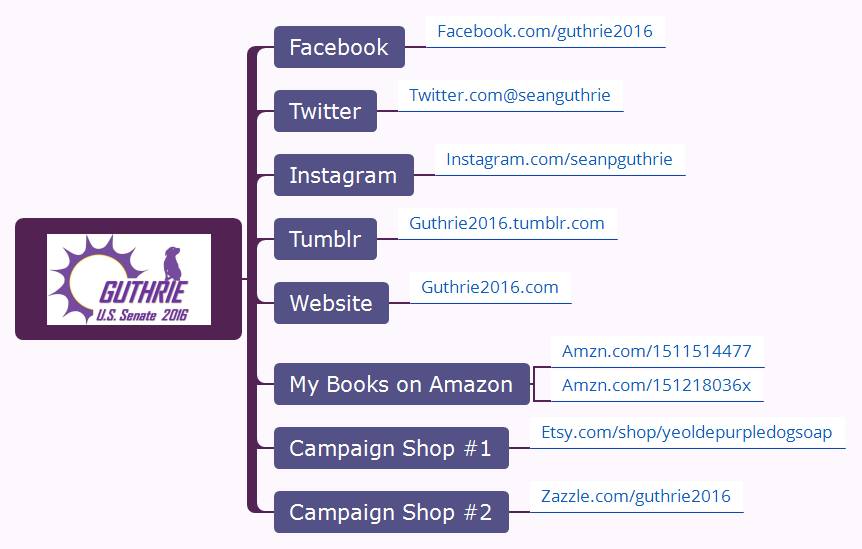 Facebook
Facebook.com/guthrie2016
Twitter
Twitter.com@seanguthrie
Instagram
Instagram.com/seanpguthrie
Tumblr
Guthrie2016.tumblr.com
GUTHRIE
U.S. Senate 2016
Website
Guthrie2016.com
My Books on Amazon
Amzn.com/1511514477
Amzn.com/151218036x
Campaign Shop #1
Etsy.com/shop/yeoldepurpledogsoap
Campaign Shop #2
Zazzle.com/guthrie2016